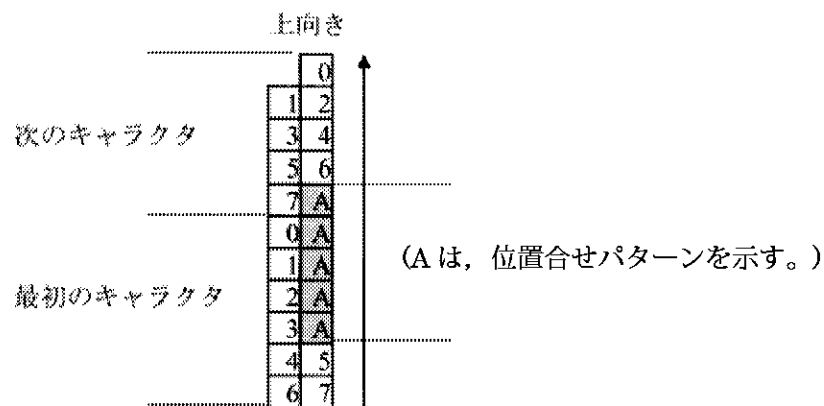 上向き
0
1 2
3 4
次のキャラクタ
5 6
7 A
0 A
1 A
(Aは，位置合せパターンを示す。)
2 A
最初のキャラクタ
3 A
4 5
6 7